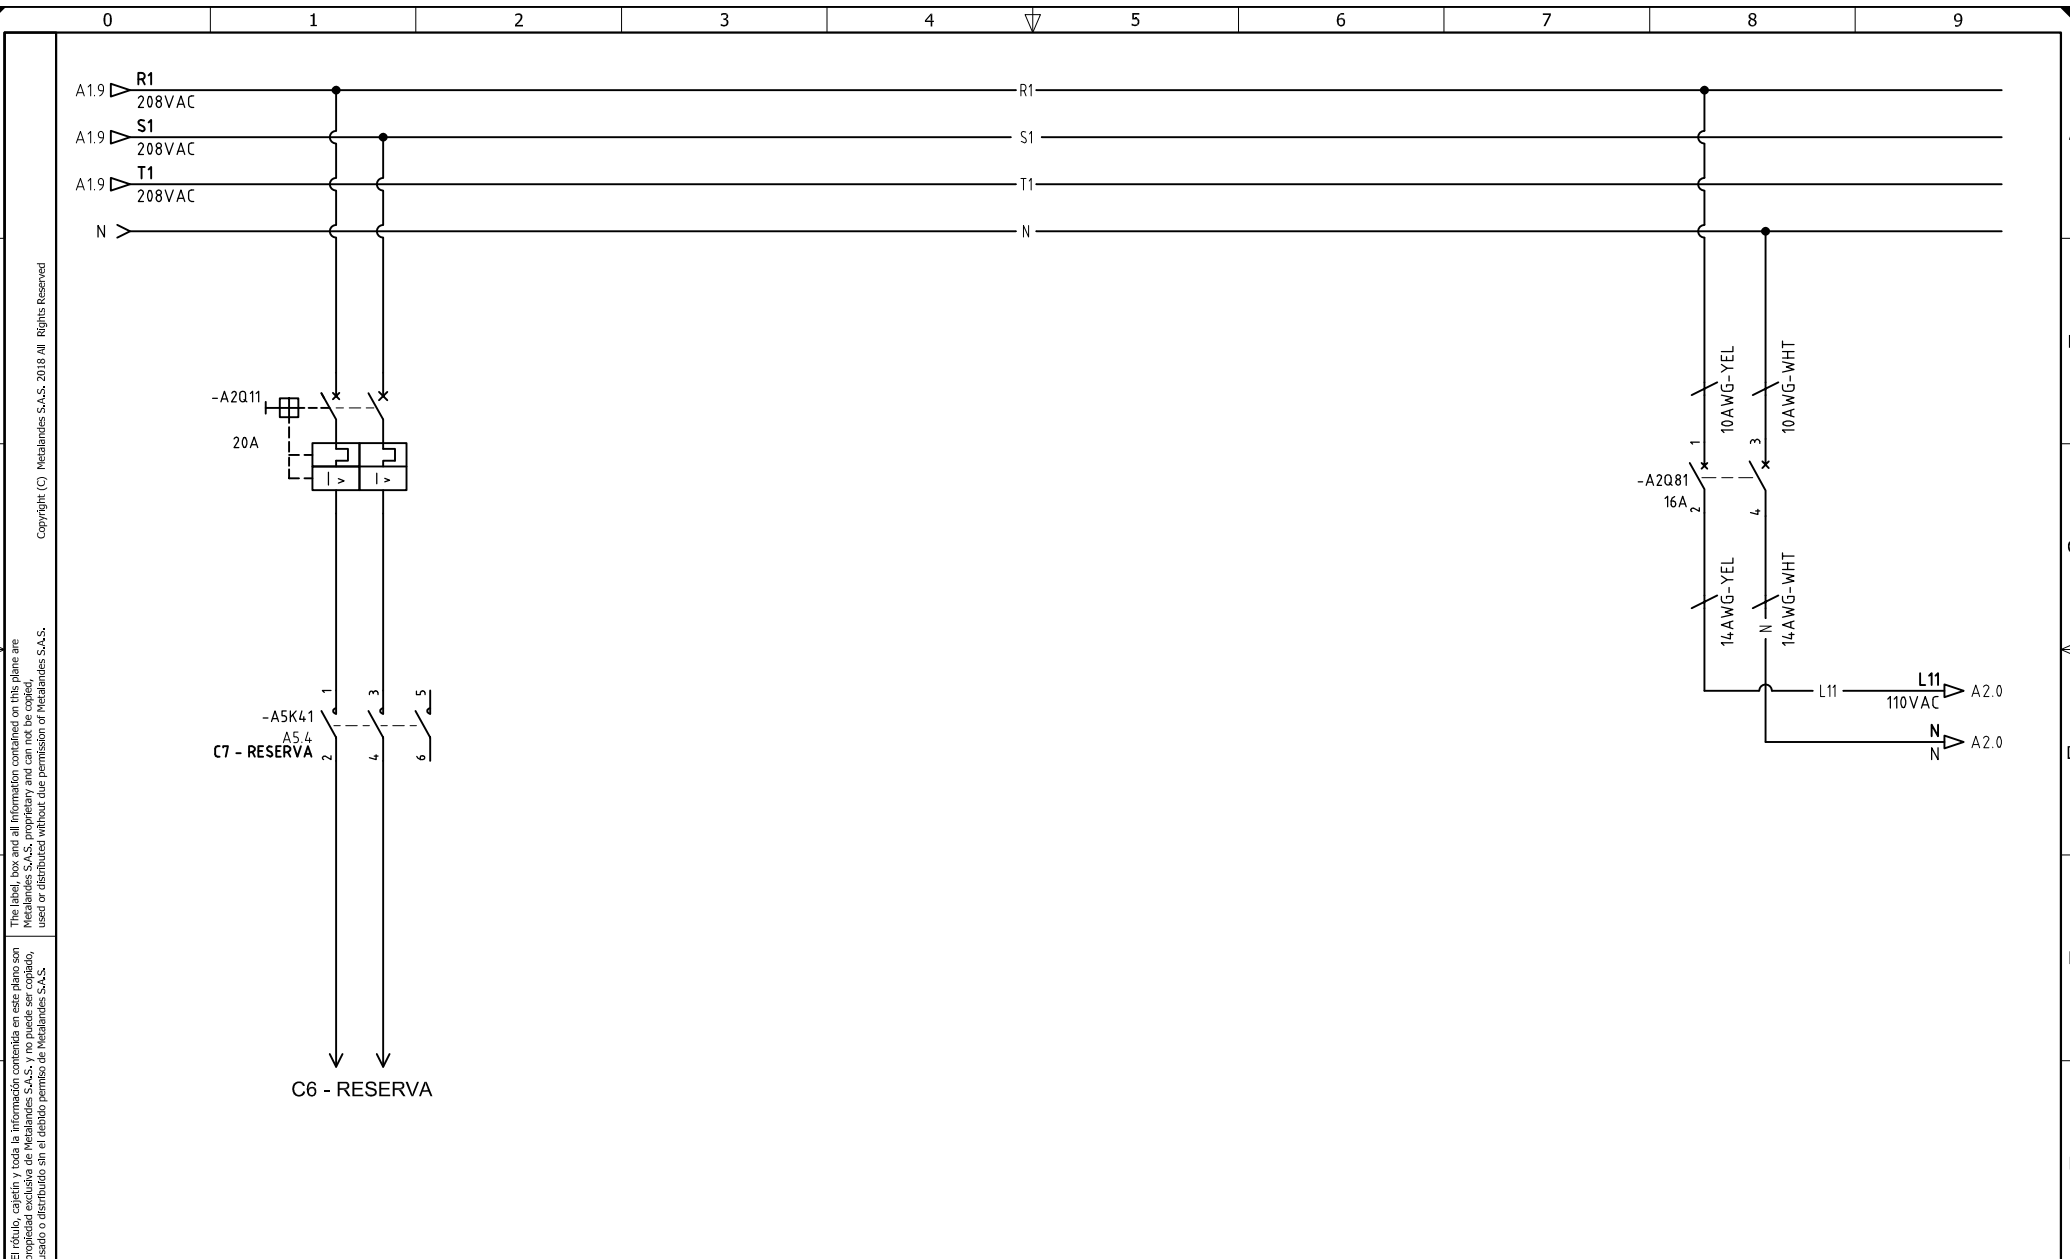 0 1 2 3 4 5 6 7 8 9
A1.9 R1 R1
208VAC
A1.9 S1 S1
208VAC
A1.9 T1 T1
208VAC
N N
Copyright (C) Metalandes S.A.S. 2018 All Rights Reserved
The label, box and all information contained on this plane are
Metalandes S.A.S. proprietary and can not be copied,
used or distributed without due permission of Metalandes S.A.S.
El rótulo, cajetín y toda la información contenida en este plano son
propiedad exclusiva de Metalandes S.A.S. y no puede ser copiado,
usado o distribuido sin el debido permiso de Metalandes S.A.S.
-A2Q11
20A
I > I >
1 3 5
-A5K41
A5.4
C7 - RESERVA
2 4 6
C6 - RESERVA
10AWG-YEL
10AWG-WHT
1 3
-A2Q81
16A
2 4
14AWG-YEL
14AWG-WHT
N
L11
L11 A2.0
110VAC
N A2.0
N